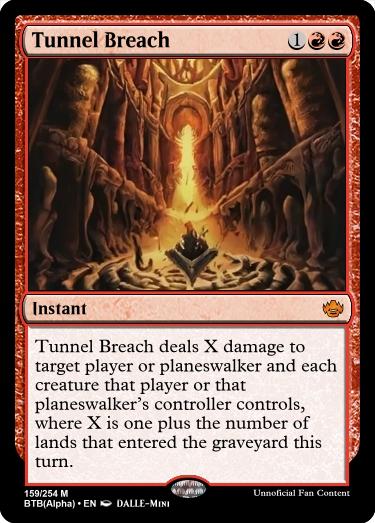 Tunnel Breach 1
Instant
Tunnel Breach deals X damage to
target player or planeswalker and each
creature that player or that
planeswalker's controller controls,
where X is one plus the number of
lands that entered the graveyard this
turn.
159/254 M
Unofficial Fan Content
BTB(Alpha) • EN DALLE-Mini